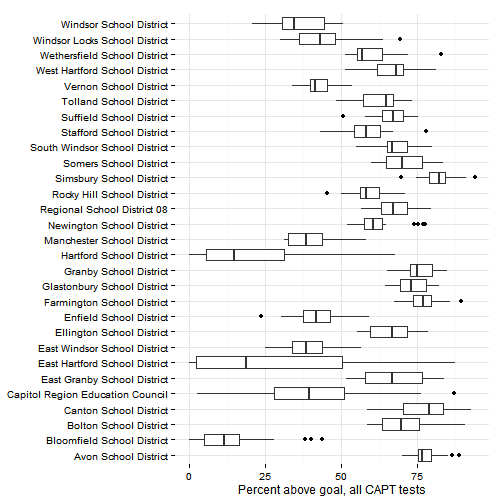 Windsor School District
Windsor Locks School District
Wethersfield School District
West Hartford School District
Vernon School District
Tolland School District
Suffield School District
Stafford School District
South Windsor School District
Somers School District
Simsbury School District
Rocky Hill School District
Regional School District 08
Newington School District
Manchester School District
Hartford School District
Granby School District
Glastonbury School District
Farmington School District
Enfield School District
Ellington School District
East Windsor School District
East Hartford School District
East Granby School District
Capitol Region Education Council
Canton School District
Bolton School District
Bloomfield School District
Avon School District
0 25 50 75
Percent above goal, all CAPT tests